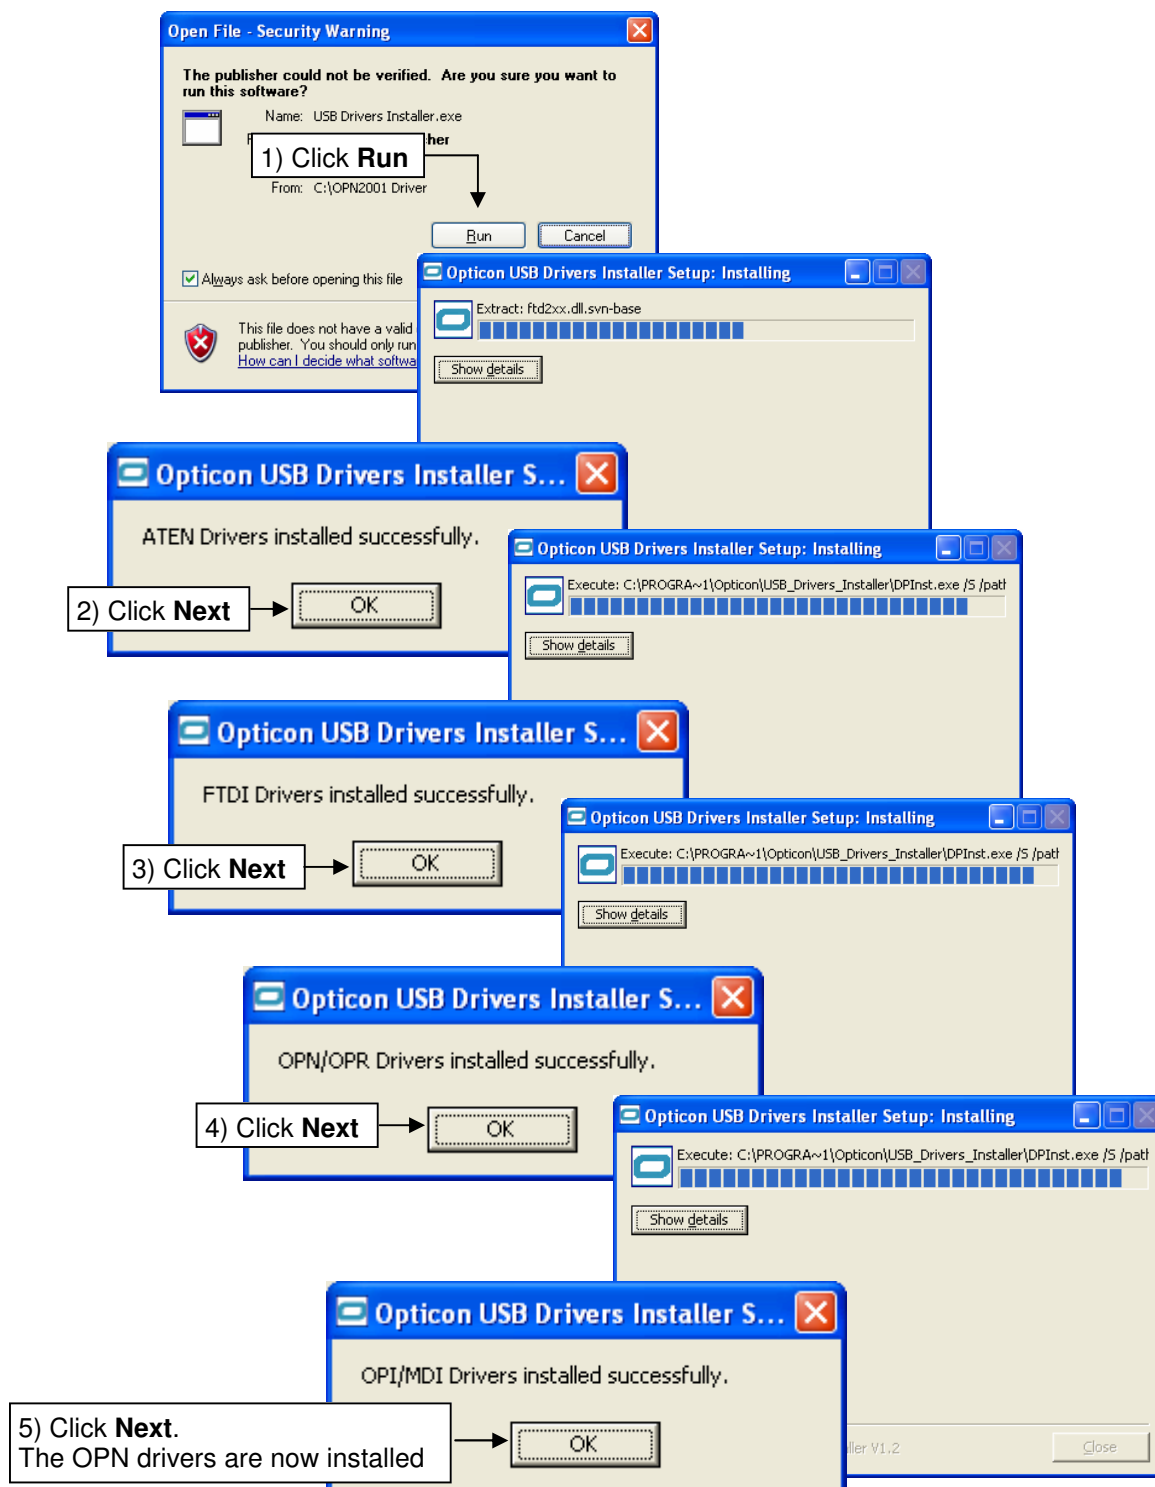 Open File - Security Warning
The publisher could not be verified. Are you sure you want to
run this software?
Name: USB Drivers Installer.exe
1) Click Run
From: C:\OPN2001 Driver
Run
Cancel
Always ask before opening this file
This file does not have a valid
publisher. You should only run
How can I decide what
Opticon USB Drivers Installer Setup: Installing
Extract: ftd2xx.dll.svn-base
Show details
Opticon USB Drivers Installer S...
ATEN Drivers installed successfully.
2) Click Next
OK
Opticon USB Drivers Installer Setup: Installing
Execute: C:\PROGRA~1\Opticon\USB_Drivers_Installer\DPInst.exe /S /path
Show details
Opticon USB Drivers Installer S...
FTDI Drivers installed successfully.
3) Click Next
OK
Opticon USB Drivers Installer Setup: Installing
Execute: C:\PROGRA~1\Opticon\USB_Drivers_Installer\DPInst.exe /S /path
Show details
Opticon USB Drivers Installer S...
OPN/OPR Drivers installed successfully.
4) Click Next
OK
Opticon USB Drivers Installer Setup: Installing
Execute: C:\PROGRA~1\Opticon\USB_Drivers_Installer\DPInst.exe /S /path
Show details
Opticon USB Drivers Installer S...
OPI/MDI Drivers installed successfully.
5) Click Next.
The OPN drivers are now installed
OK
V1.2
Close